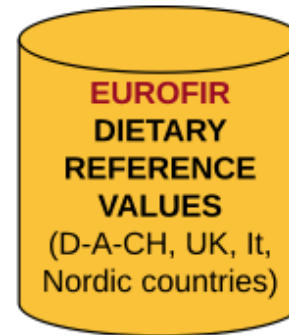 EUROFIR
DIETARY
REFERENCE
VALUES
(D-A-CH, UK, It,
Nordic countries)